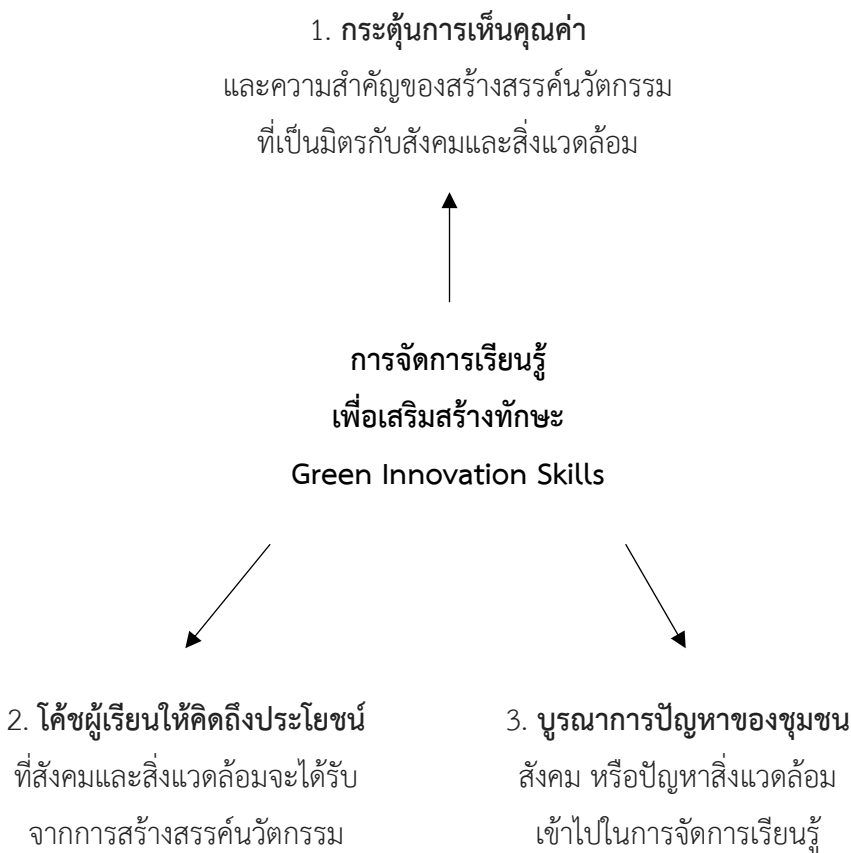 1. กระตุ้นการเห็นคุณค่า
และความสำคัญของสร้างสรรค์นวัตกรรม
ที่เป็นมิตรกับสังคมและสิ่งแวดล้อม
การจัดการเรียนรู้
เพื่อเสริมสร้างทักษะ
Green Innovation Skills
2. โค้ชผู้เรียนให้คิดถึงประโยชน์
ที่สังคมและสิ่งแวดล้อมจะได้รับ
จากการสร้างสรรค์นวัตกรรม
3. บูรณาการปัญหาของชุมชน
สังคม หรือปัญหาสิ่งแวดล้อม
เข้าไปในการจัดการเรียนรู้